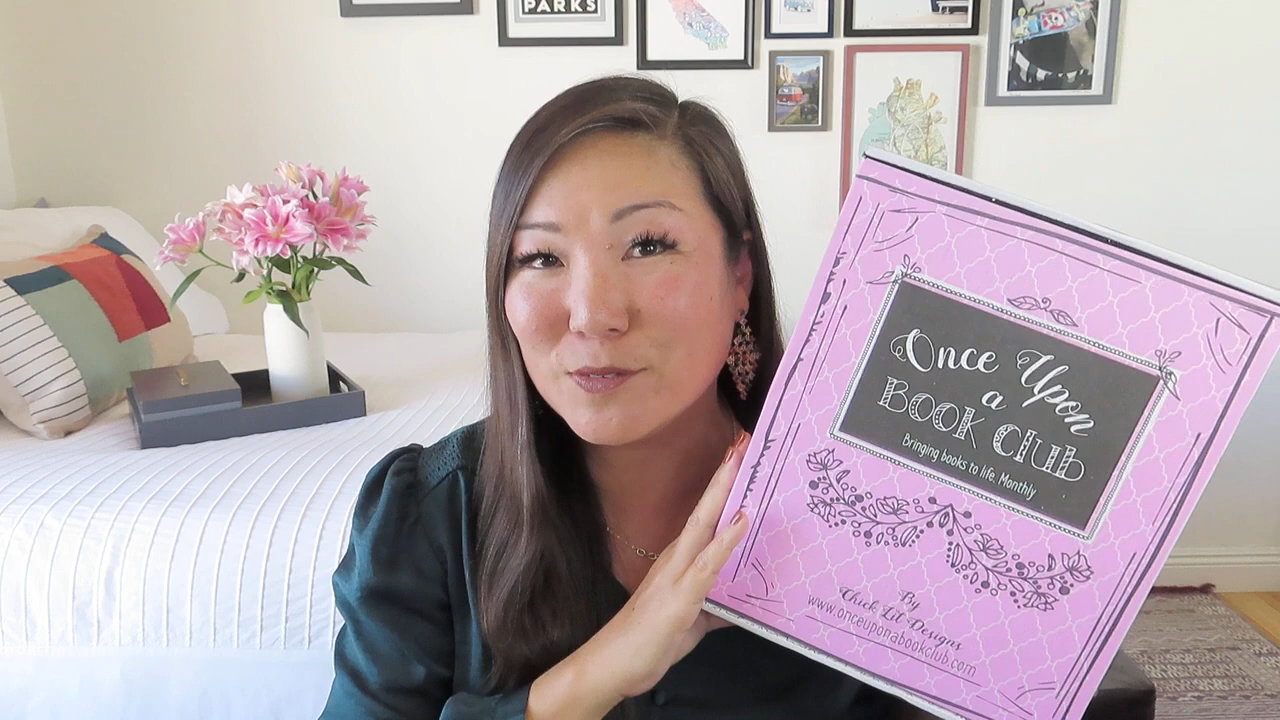 PARKS
Once Upon
a
BOOK CLUB
Bringing books to life. Monthly
By
Chick Lit Designs
www.onceuponabookclub.com